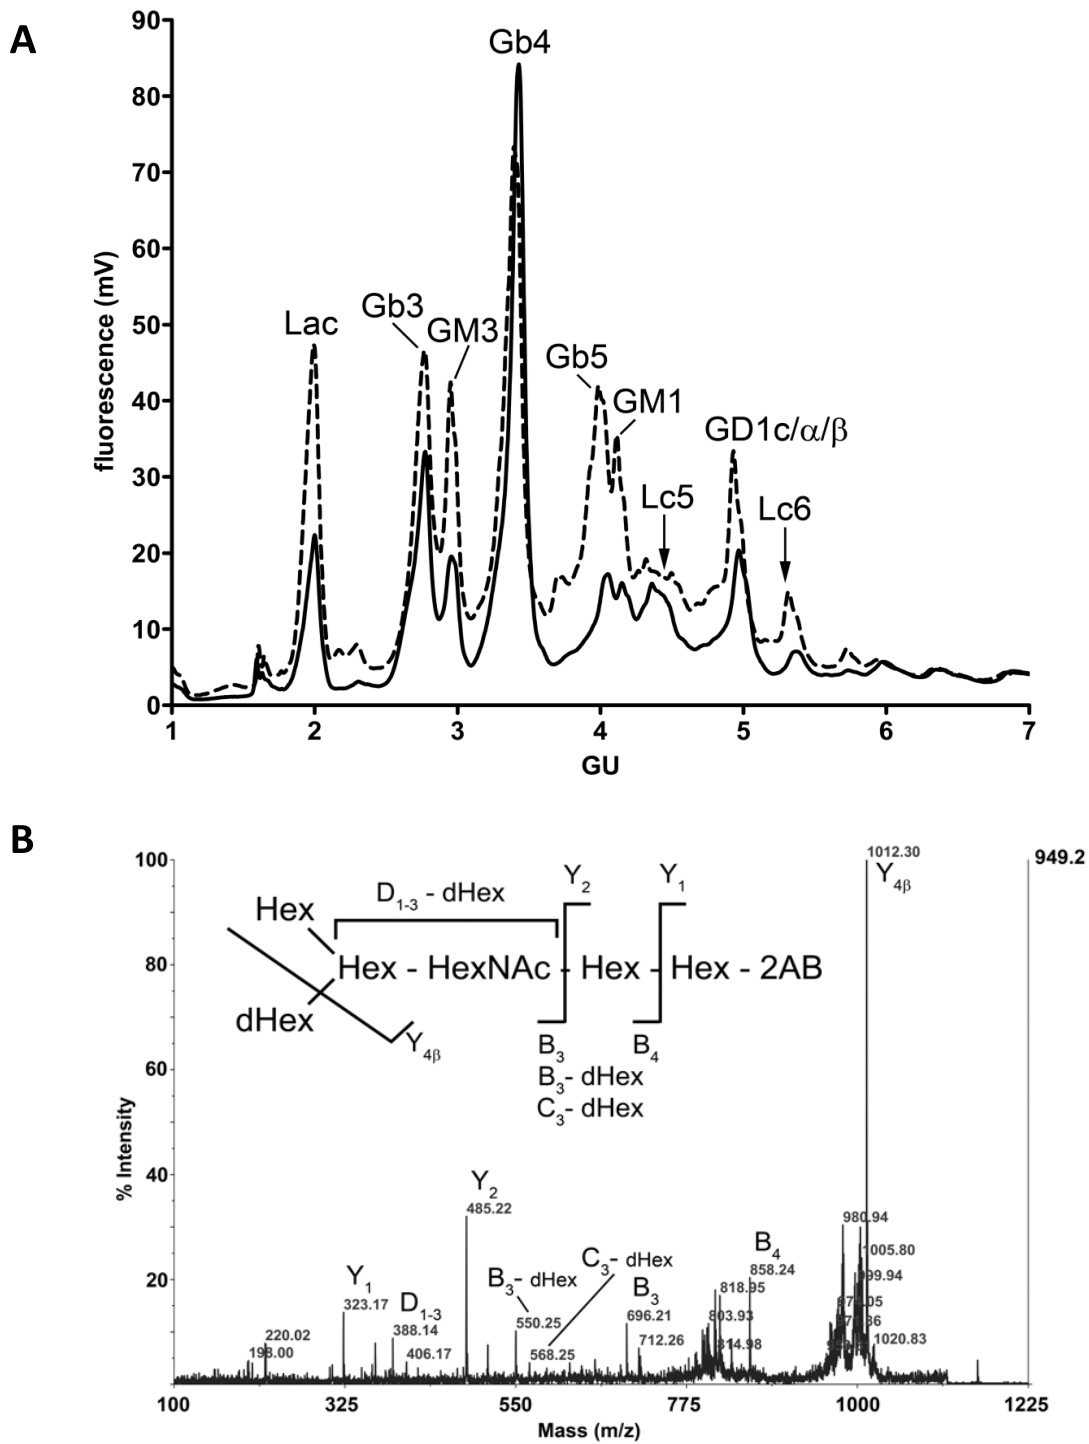 A
90
80
70
60
50
40
30
20
10
0
fluorescence (mV)
Gb4
Lac
Gb3
GM3
Gb5
GM1
GD1c/α/β
Lc5
Lc6
1 2 3 4 5 6 7
GU
B
100
80
60
40
20
% Intensity
949.2
1012.30
Y4β
D1-3 - dHex
Y2
Y1
Hex
Hex - HexNAc - Hex - Hex - 2AB
dHex
Y4β
B3
B4
B3- dHex
C3- dHex
Y2
485.22
Y1
323.17
D1-3
388.14
406.17
220.02
198.00
B3- dHex
550.25
C3- dHex
568.25
B3
696.21
712.26
B4
858.24
818.95
803.93
814.98
980.94
1005.80
999.94
1020.83
100 325 550 775 1000 1225
Mass (m/z)